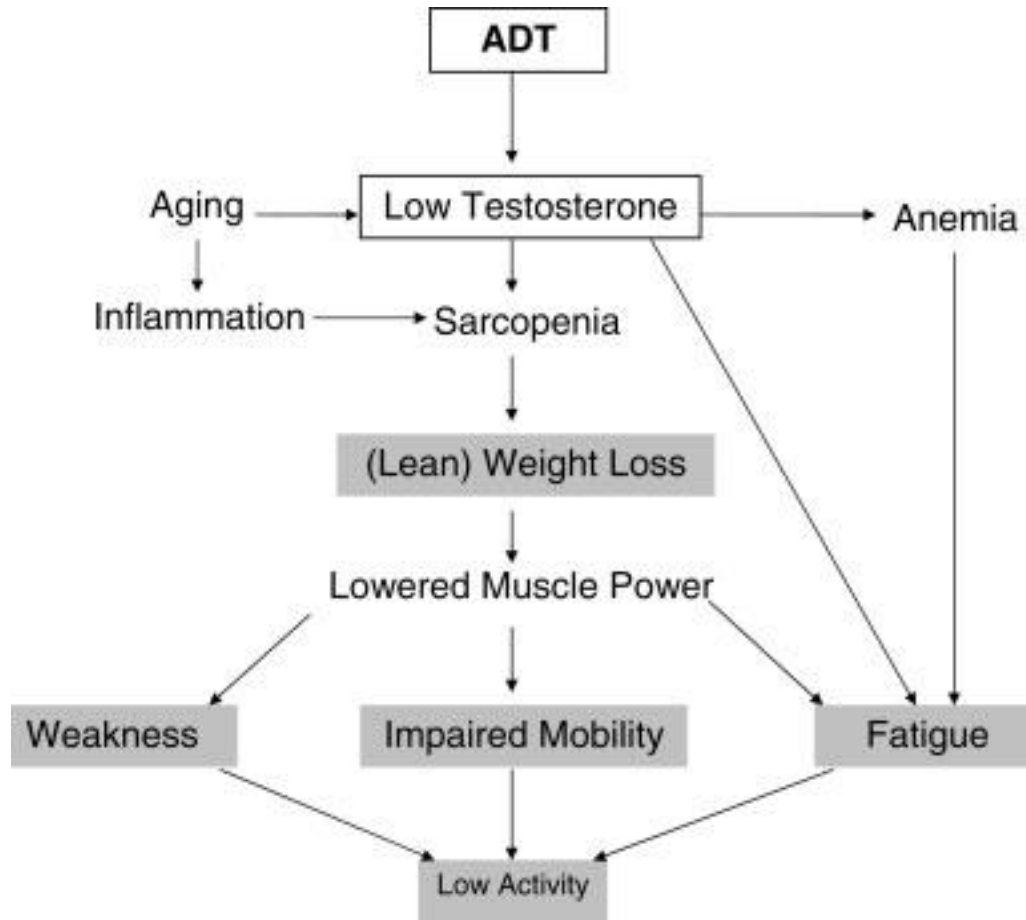 ADT
Aging
Low Testosterone
Anemia
Inflammation
Sarcopenia
(Lean) Weight Loss
Lowered Muscle Power
Weakness
Impaired Mobility
Fatigue
Low Activity